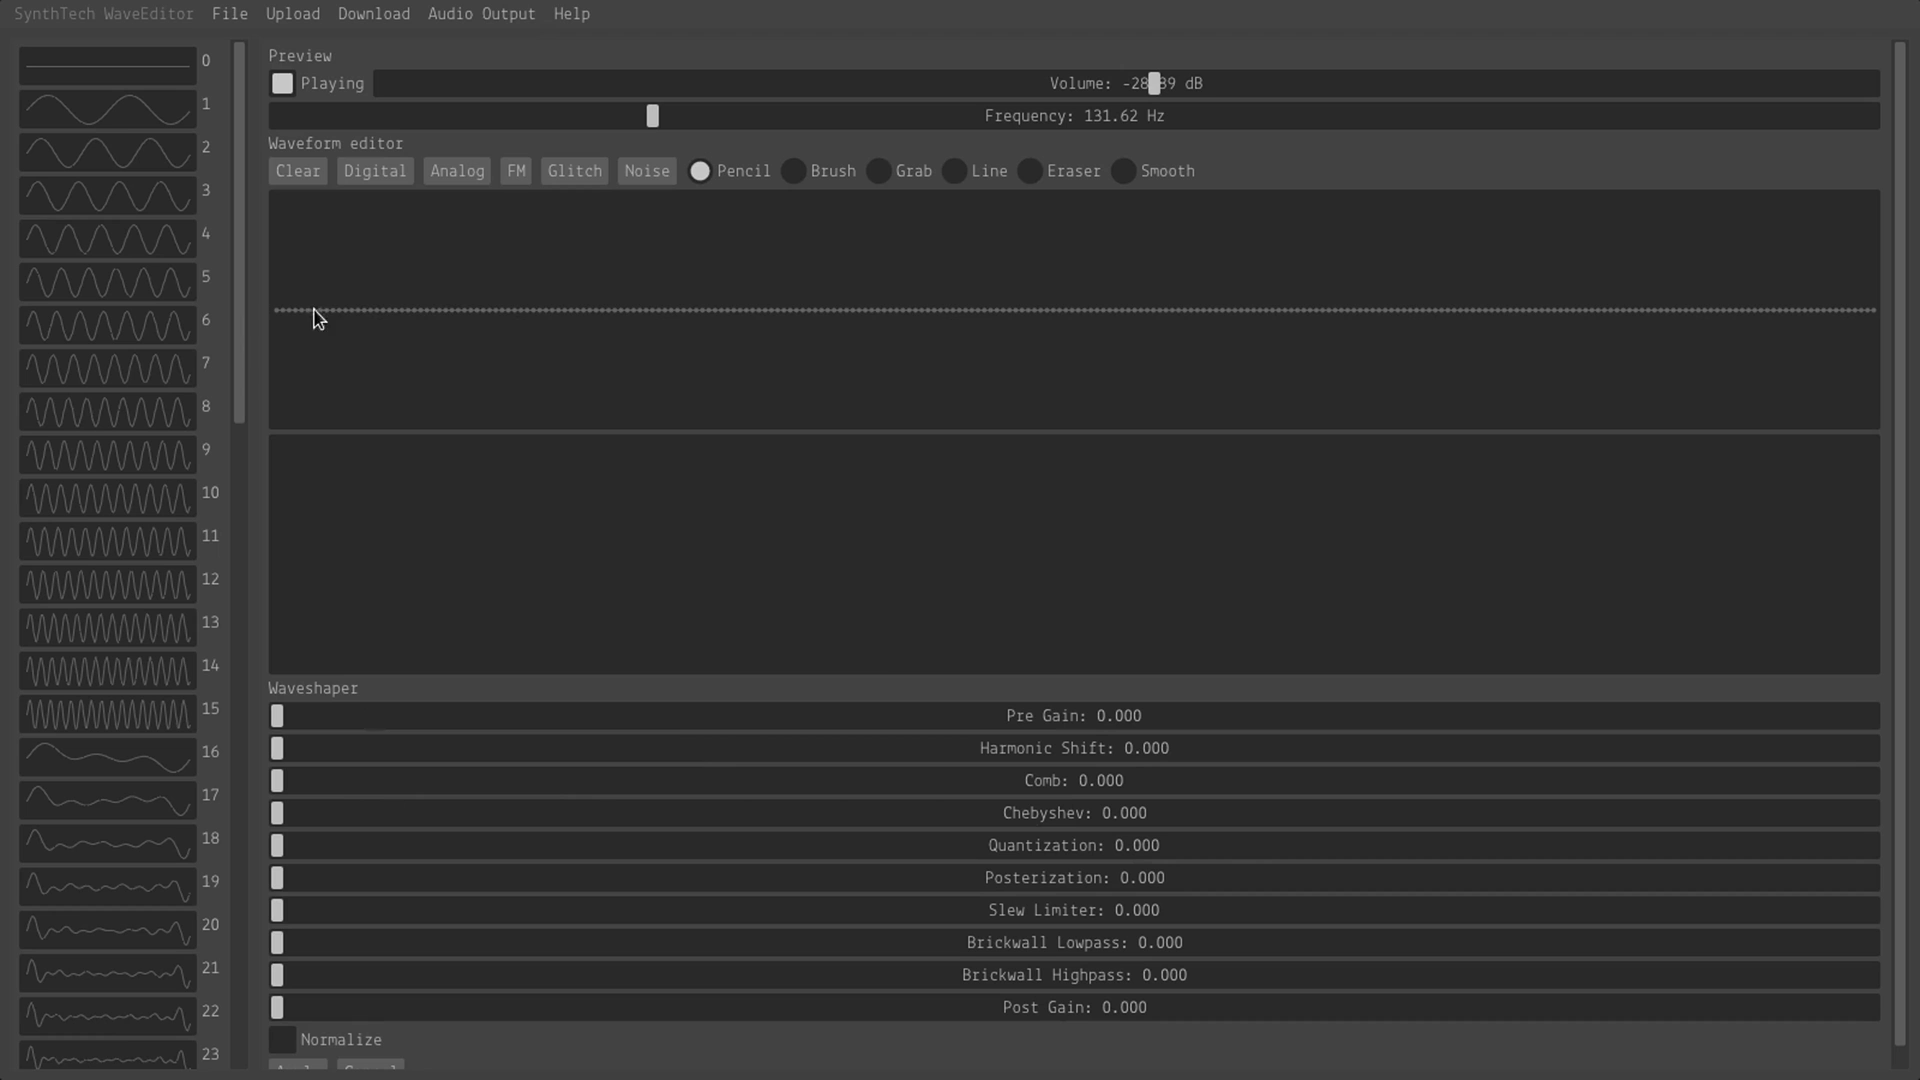 SynthTech WaveEditor File Upload Download Audio Output Help
0
1
2
3
4
5
6
7
8
9
10
11
12
13
14
15
16
17
18
19
20
21
22
23
Preview
Playing
Frequency: 131.62 Hz
Waveform editor
Clear Digital Analog FM Glitch Noise Pencil Brush Grab Line Eraser Smooth
Waveshaper
Pre Gain: 0.000
Harmonic Shift: 0.000
Comb: 0.000
Chebyshev: 0.000
Quantization: 0.000
Posterization: 0.000
Slew Limiter: 0.000
Brickwall Lowpass: 0.000
Brickwall Highpass: 0.000
Post Gain: 0.000
Normalize